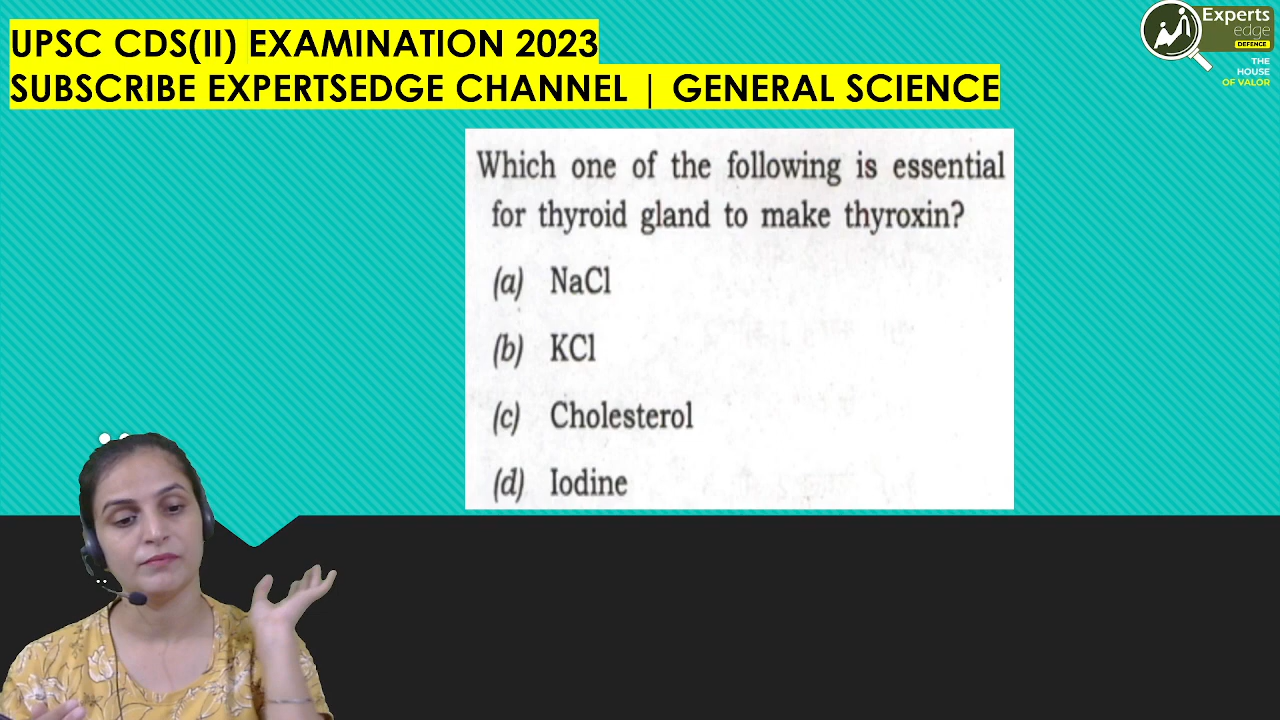 UPSC CDS(II) EXAMINATION 2023
SUBSCRIBE EXPERTSEDGE CHANNEL | GENERAL SCIENCE
Experts
edge
DEFENCE
THE
HOUSE
OF VALOR
Which one of the following is essential
for thyroid gland to make thyroxin?
(a) NaCl
(b) KCl
(c) Cholesterol
(d) Iodine